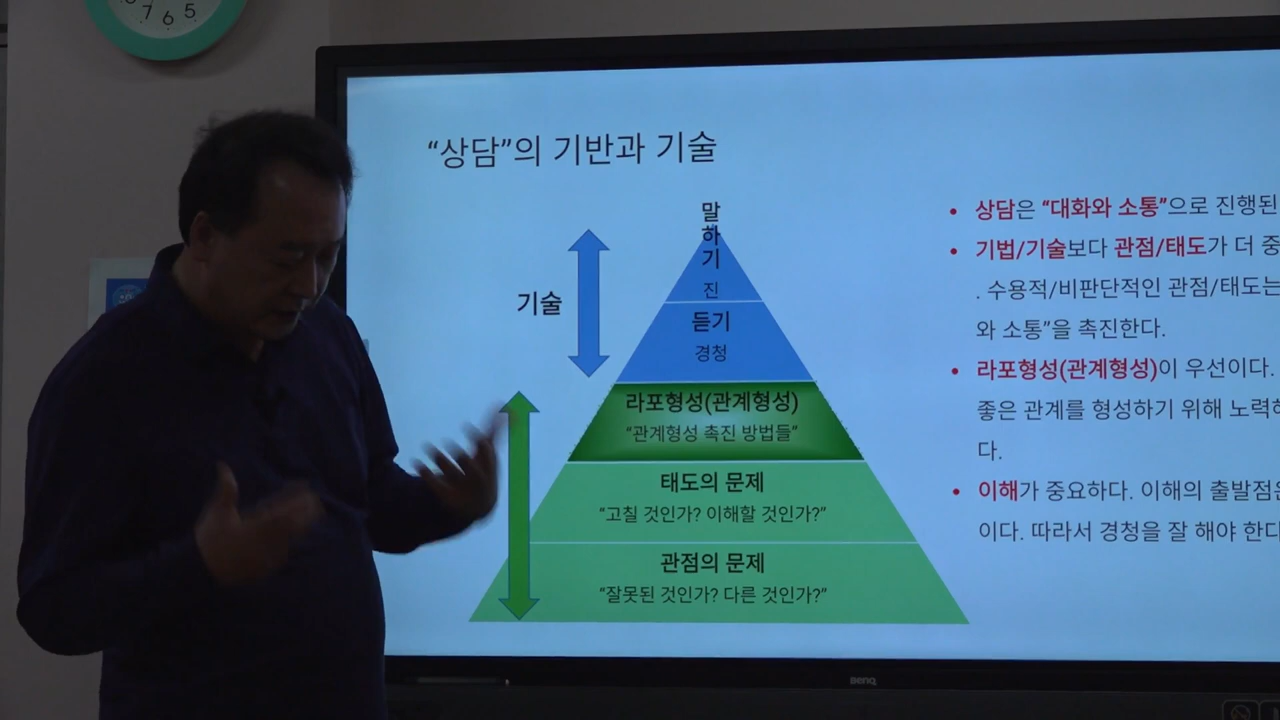 7 6 5
“상담”의 기반과 기술
말
하
기
진
듣기
경청
기술
라포형성(관계형성)
“관계형성 촉진 방법들”
태도의 문제
“고칠 것인가? 이해할 것인가?”
관점의 문제
“잘못된 것인가? 다른 것인가?”
• 상담은 “대화와 소통”으로 진행된
• 기법/기술보다 관점/태도가 더 중
. 수용적/비판단적인 관점/태도는
와 소통”을 촉진한다.
• 라포형성(관계형성)이 우선이다.
좋은 관계를 형성하기 위해 노력해
다.
• 이해가 중요하다. 이해의 출발점은
이다. 따라서 경청을 잘 해야 한다
BenQ